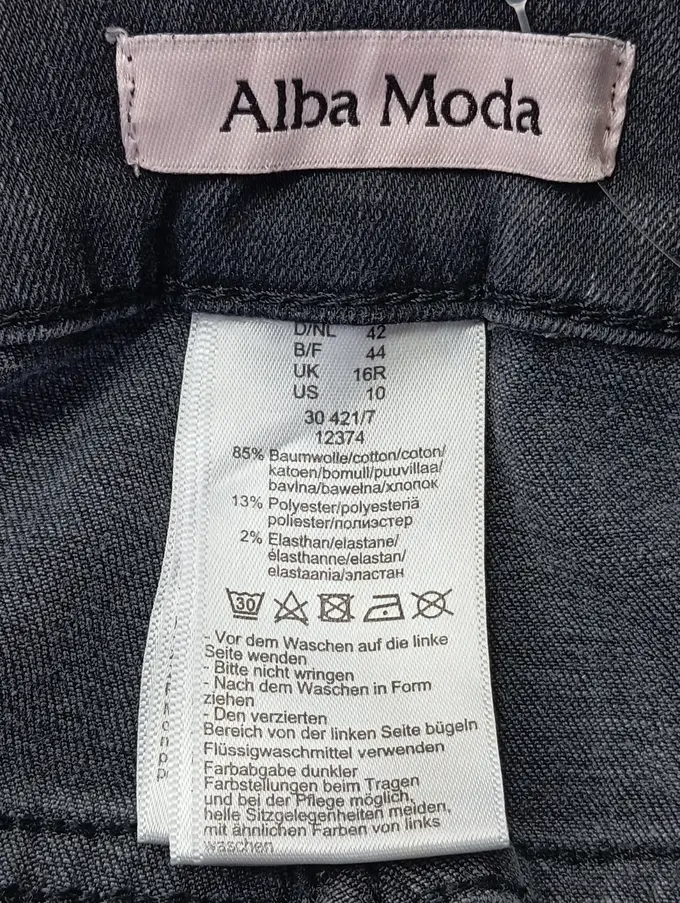 Alba Moda
D/NL 42
B/F 44
UK 16R
US 10
30 421/7
12374
85% Baumwolle/cotton/coton/
katoen/bomull/puuvillaa/
bavlna/bawełna/хлопок
13% Polyester/polyesteriä
poliester/полиэстер
2% Elasthan/elastane/
élasthanne/elastan/
elastaania/эластан
30
- Vor dem Waschen auf die linke
Seite wenden
- Bitte nicht wringen
- Nach dem Waschen in Form
ziehen
- Den verzierten
Bereich von der linken Seite bügeln
Flüssigwaschmittel verwenden
Farbabgabe dunkler
Farbstellungen beim Tragen
und bei der Pflege möglich,
helle Sitzgelegenheiten meiden,
mit ähnlichen Farben von links
waschen